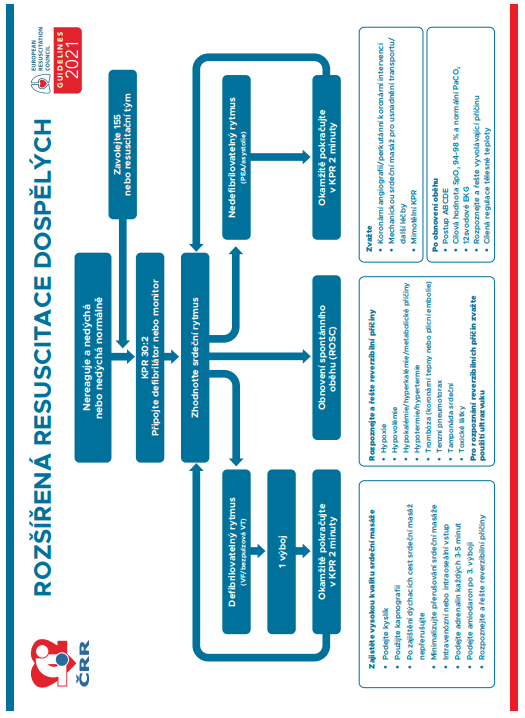 ROZŠÍŘENÁ RESUSCITACE DOSPĚLÝCH
ČRR
EUROPEAN
RESUSCITATION
COUNCIL
GUIDELINES
2021
Nereaguje a nedýchá
nebo nedýchá normálně
Zavolejte 155
nebo resuscitační tým
KPR 30:2
Připojte defibrilátor nebo monitor
Zhodnoťte srdeční rytmus
Defibrilovatelný rytmus
(VF/bezpulzová VT)
Nedefibrilovatelný rytmus
(PEA/asystolie)
1 výboj
Okamžitě pokračujte
v KPR 2 minuty
Obnovení spontánního
oběhu (ROSC)
Okamžitě pokračujte
v KPR 2 minuty
Zajistěte vysokou kvalitu srdeční masáže
• Podejte kyslík
• Použijte kapnografii
• Po zajištění dýchacích cest srdeční masáž
nepřerušujte
• Minimalizujte přerušování srdeční masáže
• Intravenózní nebo intraoseální vstup
• Podejte adrenalin každých 3-5 minut
• Podejte amiodaron po 3. výboji
• Rozpoznejte a řešte reverzibilní příčiny
Rozpoznejte a řešte reverzibilní příčiny
• Hypoxie
• Hypovolémie
• Hypokalémie/hyperkalémie/metabolické příčiny
• Hypotermie/hypertermie
• Trombóza (koronární tepny nebo plicní embolie)
• Tenzní pneumotorax
• Tamponáda srdeční
• Toxické látky
Pro rozpoznání reverzibilních příčin zvažte
použití ultrazvuku
Zvažte
• Koronární angiografii/perkutánní koronární intervenci
• Mechanickou srdeční masáž pro usnadnění transportu/
další léčby
• Mimotělní KPR
Po obnovení oběhu
• Postup ABCDE
• Cílová hodnota SpO₂ 94-98 % a normální PaCO₂
• 12svodové EKG
• Rozpoznejte a řešte vyvolávající příčinu
• Cílená regulace tělesné teploty